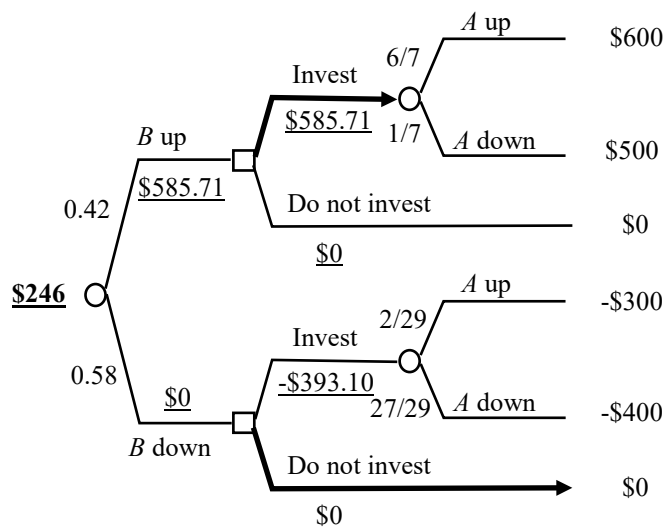 A up
$600
6/7
Invest
$585.71
1/7
A down
$500
B up
$585.71
Do not invest
$0
0.42
$0
$246
A up
-$300
2/29
Invest
0.58
$0
-$393.10
27/29
A down
-$400
B down
Do not invest
$0
$0